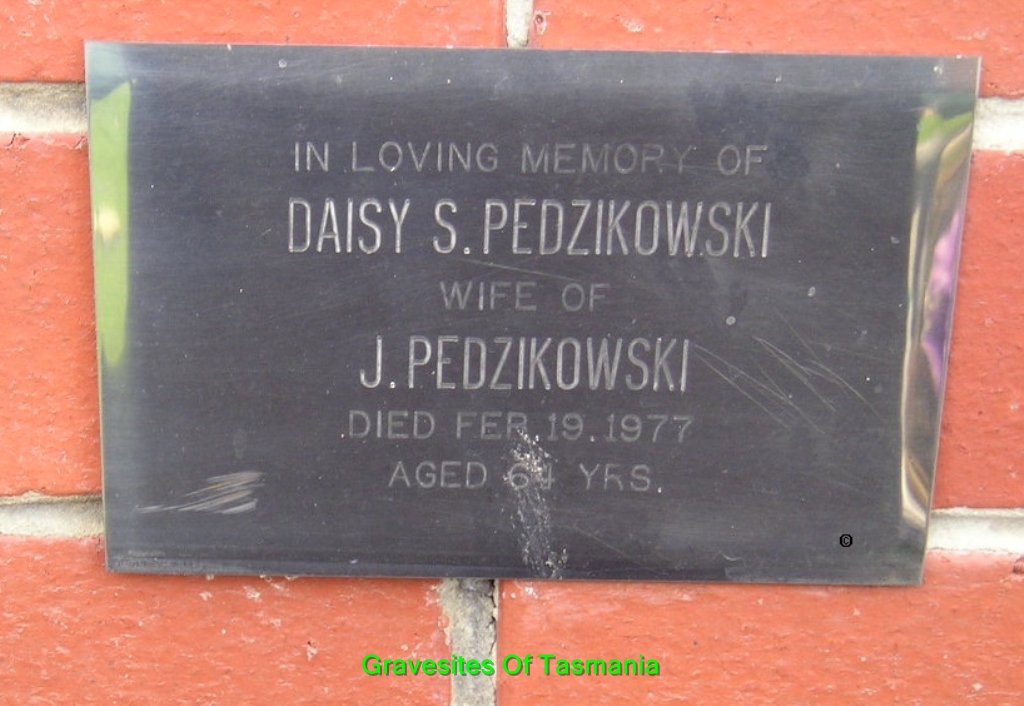 IN LOVING MEMORY OF
DAISY S. PEDZIKOWSKI
WIFE OF
J. PEDZIKOWSKI
DIED FEB 19.1977
AGED 64 YRS.
©
Gravesites Of Tasmania